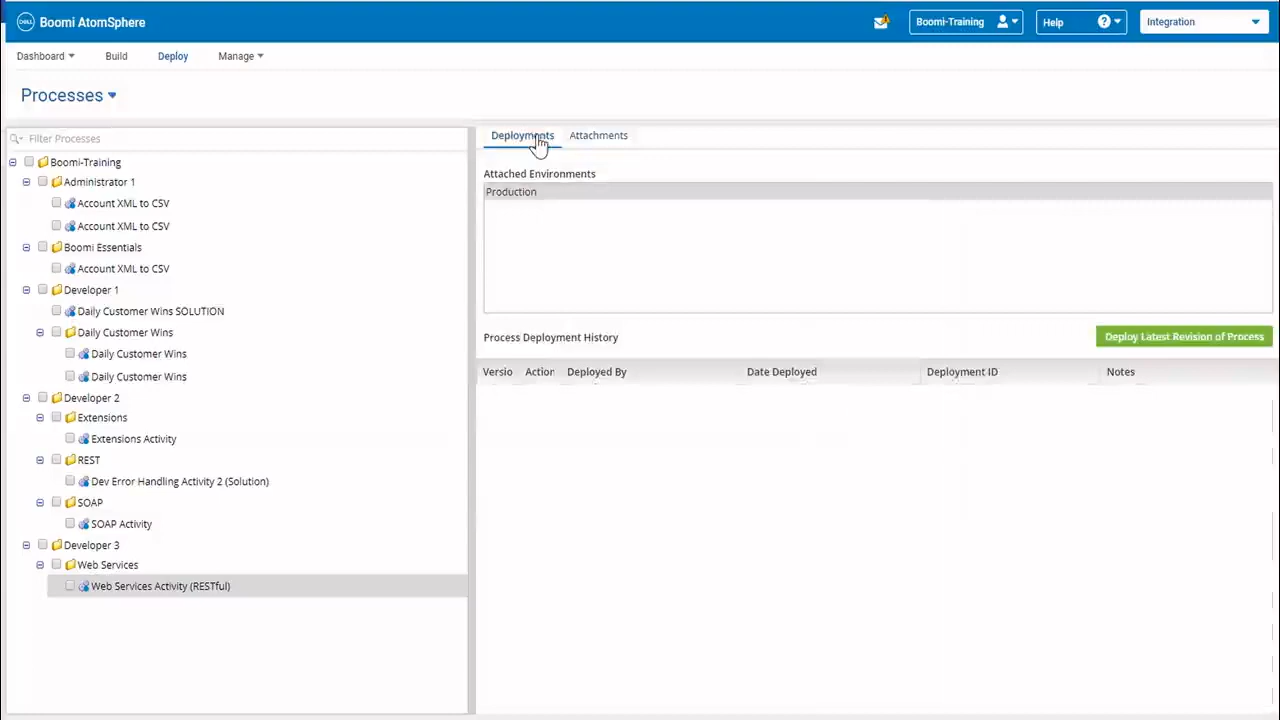 DELL Boomi AtomSphere
Boomi-Training
Help
Integration
Dashboard
Build
Deploy
Manage
Processes
Filter Processes
Boomi-Training
Administrator 1
Account XML to CSV
Account XML to CSV
Boomi Essentials
Account XML to CSV
Developer 1
Daily Customer Wins SOLUTION
Daily Customer Wins
Daily Customer Wins
Daily Customer Wins
Developer 2
Extensions
Extensions Activity
REST
Dev Error Handling Activity 2 (Solution)
SOAP
SOAP Activity
Developer 3
Web Services
Web Services Activity (RESTful)
Deployments
Attachments
Attached Environments
Production
Process Deployment History
Deploy Latest Revision of Process
Versio
Action
Deployed By
Date Deployed
Deployment ID
Notes